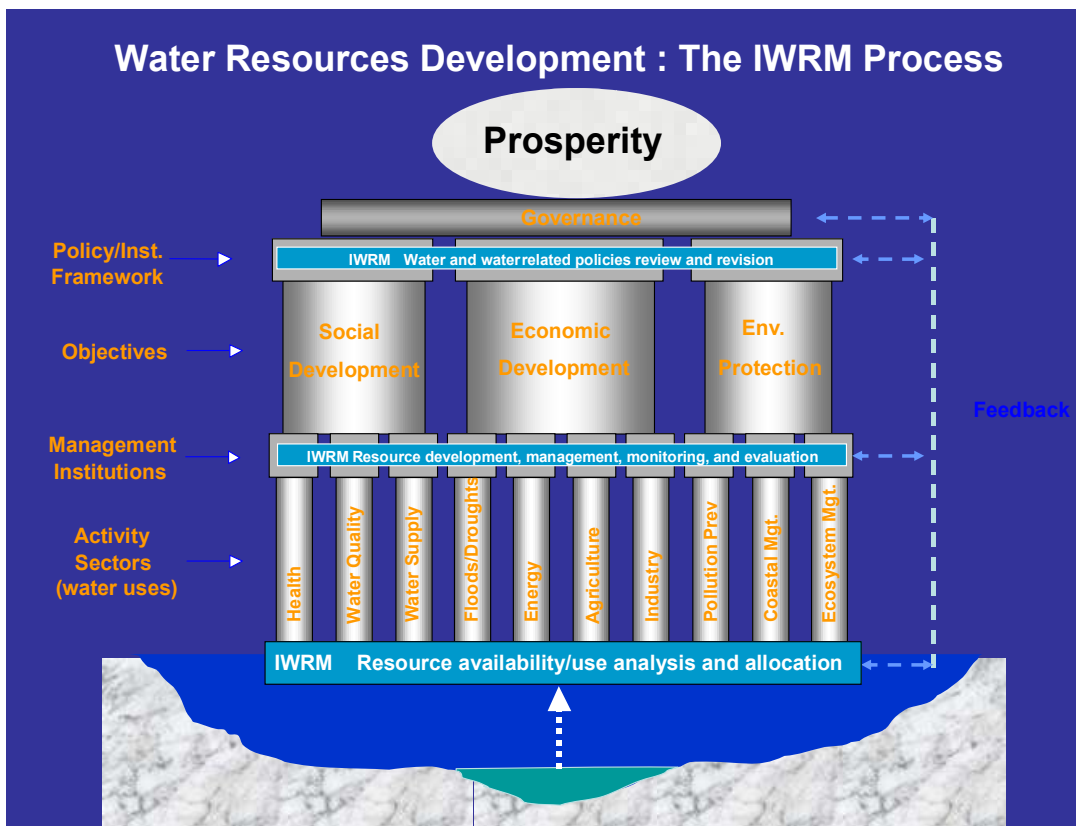 Water Resources Development : The IWRM Process
Prosperity
Governance
Policy/Inst.
Framework
IWRM Water and waterrelated policies review and revision
Objectives
Social
Development
Economic
Development
Env.
Protection
Feedback
Management
Institutions
IWRM Resource development, management, monitoring, and evaluation
Activity
Sectors
(water uses)
Health
Water Quality
Water Supply
Floods/Droughts
Energy
Agriculture
Industry
Pollution Prev
Coastal Mgt.
Ecosystem Mgt.
IWRM Resource availability/use analysis and allocation